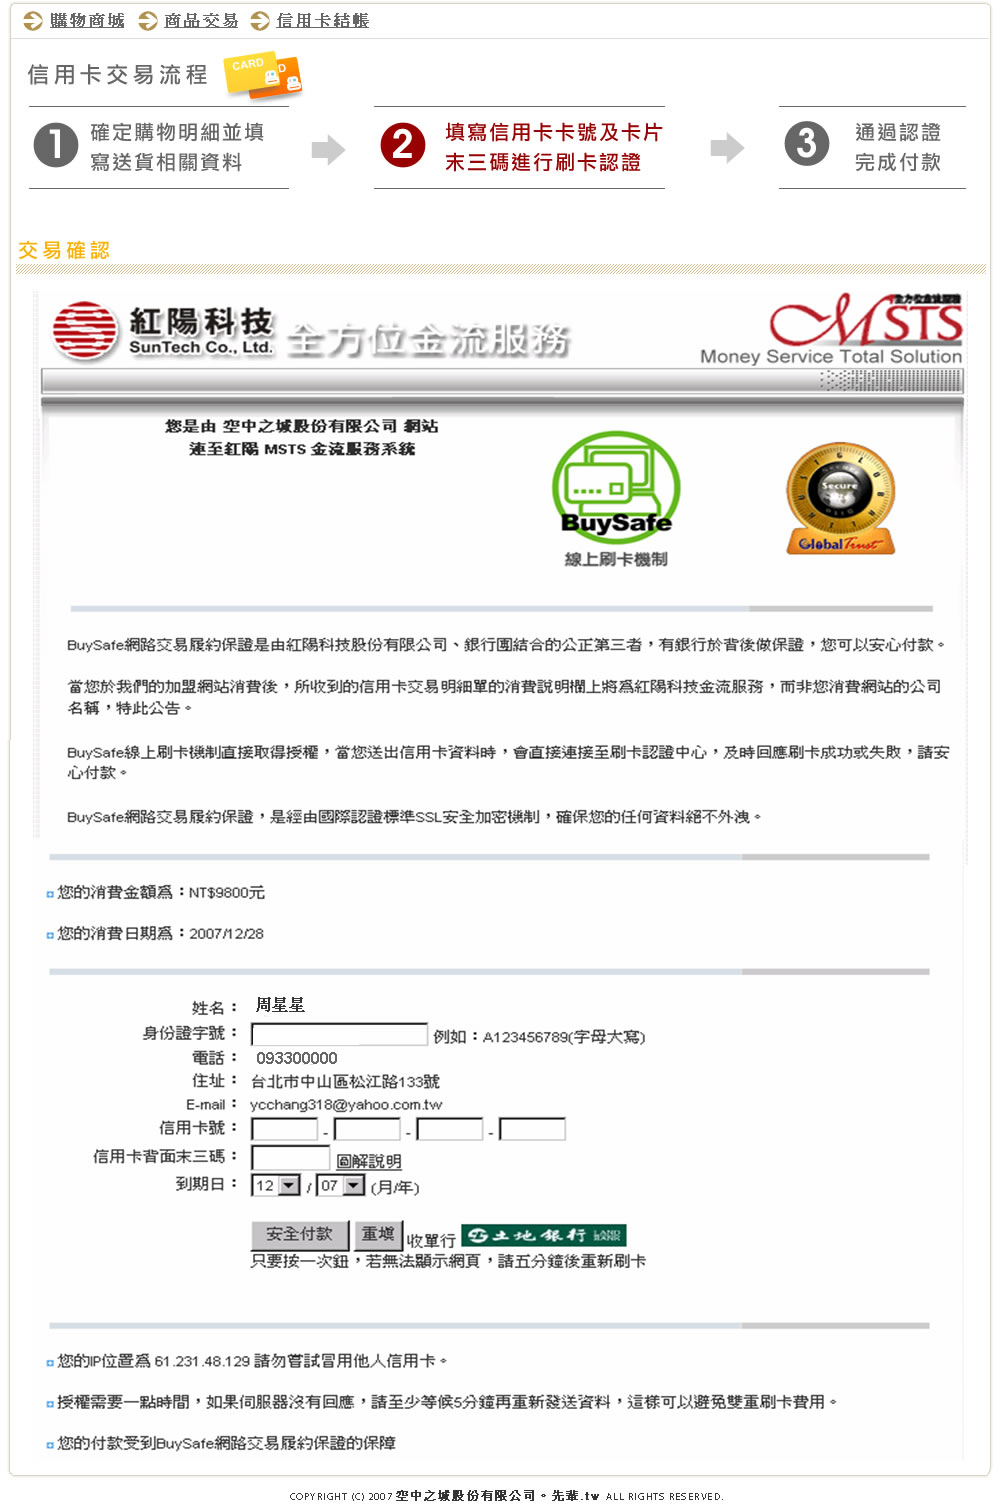 購物商城 商品交易 信用卡結帳
信用卡交易流程 CARD
1 確定購物明細並填
寫送貨相關資料
2 填寫信用卡卡號及卡片
末三碼進行刷卡認證
3 通過認證
完成付款
交易確認
紅陽科技
SunTech Co., Ltd.
全方位金流服務
全方位金流服務
MSTS
Money Service Total Solution
您是由 空中之城股份有限公司 網站
連至紅陽 MSTS 金流服務系統
BuySafe
線上刷卡機制
Secure
GlobalTrust
BuySafe網路交易履約保證是由紅陽科技股份有限公司、銀行團結合的公正第三者，有銀行於背後做保證，您可以安心付款。
當您於我們的加盟網站消費後，所收到的信用卡交易明細單的消費說明欄上將為紅陽科技金流服務，而非您消費網站的公司
名稱，特此公告。
BuySafe線上刷卡機制直接取得授權，當您送出信用卡資料時，會直接連接至刷卡認證中心，及時回應刷卡成功或失敗，請安
心付款。
BuySafe網路交易履約保證，是經由國際認證標準SSL安全加密機制，確保您的任何資料絕不外洩。
您的消費金額為：NT$9800元
您的消費日期為：2007/12/28
姓名： 周星星
身份證字號： 例如：A123456789(字母大寫)
電話： 093300000
住址： 台北市中山區松江路133號
E-mail： ycchang318@yahoo.com.tw
信用卡號： - - -
信用卡背面末三碼： 圖解說明
到期日： 12 / 07 (月/年)
安全付款 重填 收單行 土地銀行 LAND BANK
只要按一次鈕，若無法顯示網頁，請五分鐘後重新刷卡
您的IP位置為 61.231.48.129 請勿嘗試冒用他人信用卡。
授權需要一點時間，如果伺服器沒有回應，請至少等候5分鐘再重新發送資料，這樣可以避免雙重刷卡費用。
您的付款受到BuySafe網路交易履約保證的保障
COPYRIGHT (C) 2007 空中之城股份有限公司。先輩.tw ALL RIGHTS RESERVED.